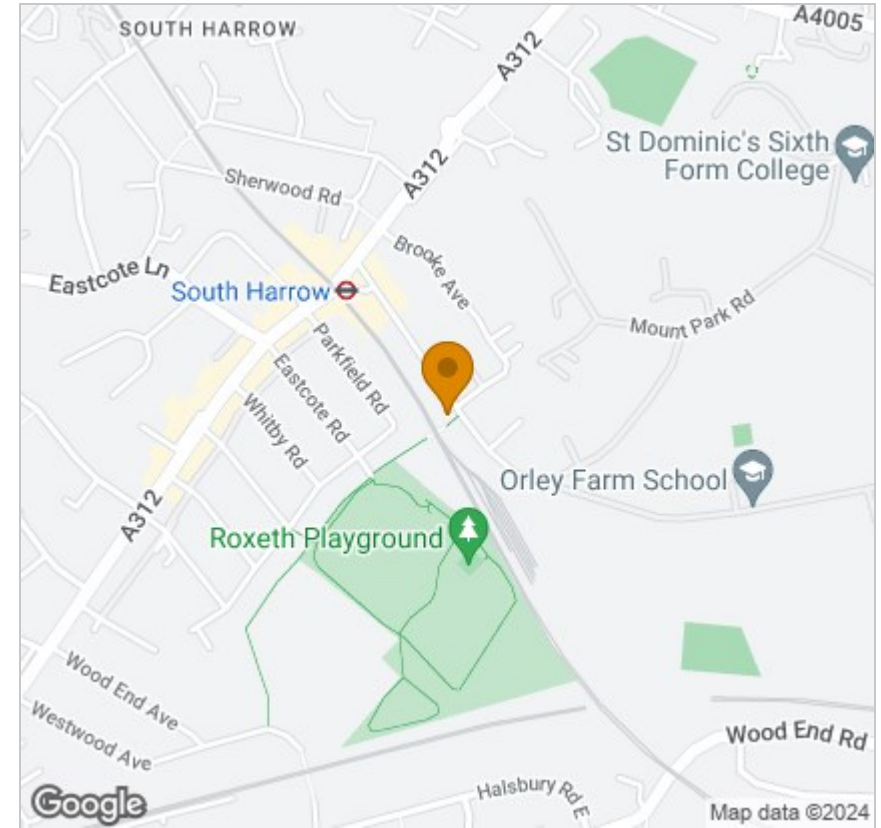 SOUTH HARROW
A4005
A312
St Dominic's Sixth
Form College
A312
Sherwood Rd
Brooke Ave
Eastcote Ln
South Harrow
Mount Park Rd
Parkfield Rd
Eastcote Rd
Whitby Rd
Orley Farm School
A312
Roxeth Playground
Wood End Ave
Westwood Ave
Wood End Rd
Halsbury Rd E
Google
Map data ©2024